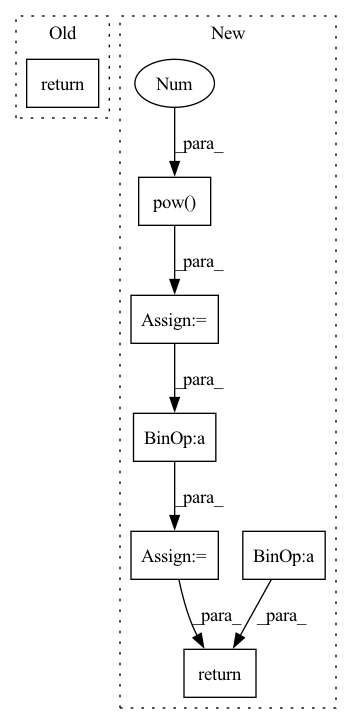 Old
New
return
Num
_para_
pow()
_para_
Assign:=
_para_
BinOp:a
_para_
Assign:=
BinOp:a
_para_
_para_
return